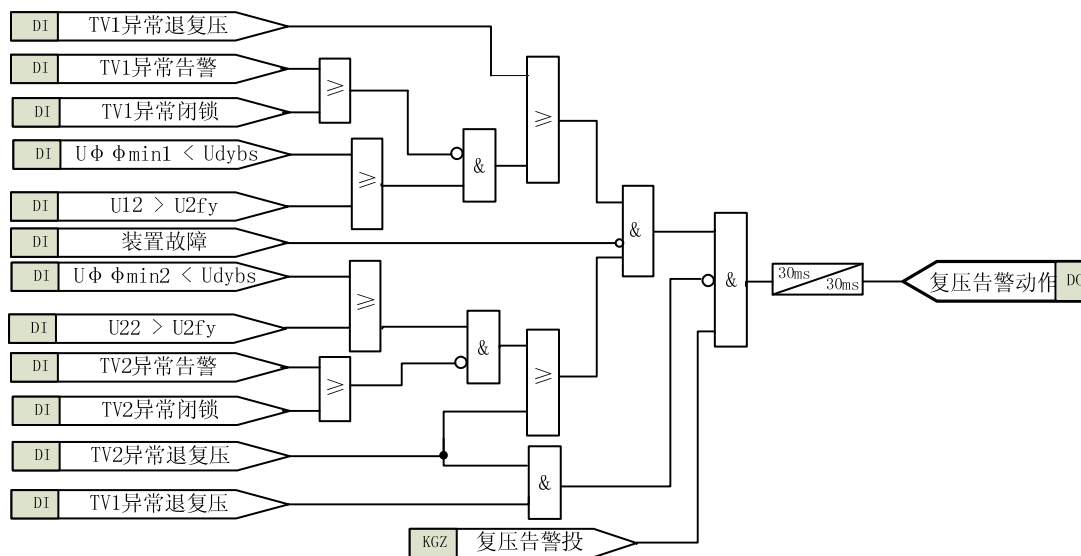 DI TV1异常退复压
DI TV1异常告警
≥
DI TV1异常闭锁
≥
DI UΦΦmin1 < Udybs
&
≥
DI U12 > U2fy
&
DI 装置故障
DI UΦΦmin2 < Udybs
&
30ms
30ms
复压告警动作
≥
DI U22 > U2fy
&
DI TV2异常告警
≥
≥
DI TV2异常闭锁
DI TV2异常退复压
&
DI TV1异常退复压
KGZ 复压告警投